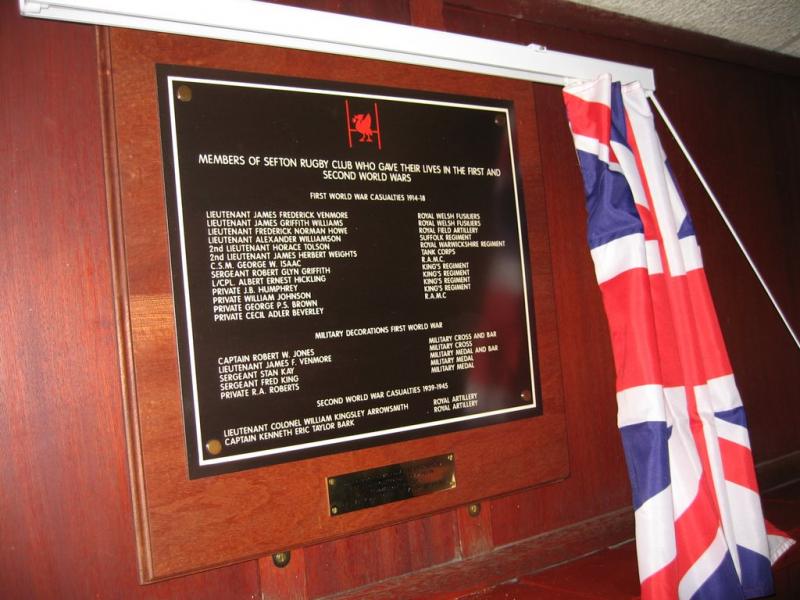 MEMBERS OF SEFTON RUGBY CLUB WHO GAVE THEIR LIVES IN THE FIRST AND
SECOND WORLD WARS
FIRST WORLD WAR CASUALTIES 1914-18
LIEUTENANT JAMES FREDERICK VENMORE ROYAL WELSH FUSILIERS
LIEUTENANT JAMES GRIFFITH WILLIAMS ROYAL WELSH FUSILIERS
LIEUTENANT FREDERICK NORMAN HOWE ROYAL FIELD ARTILLERY
LIEUTENANT ALEXANDER WILLIAMSON SUFFOLK REGIMENT
2nd LIEUTENANT HORACE TOLSON ROYAL WARWICKSHIRE REGIMENT
2nd LIEUTENANT JAMES HERBERT WEIGHTS TANK CORPS
C.S.M. GEORGE W. ISAAC R.A.M.C.
SERGEANT ROBERT GLYN GRIFFITH KING'S REGIMENT
L/CPL. ALBERT ERNEST HICKLING KING'S REGIMENT
PRIVATE J.B. HUMPHREY KING'S REGIMENT
PRIVATE WILLIAM JOHNSON KING'S REGIMENT
PRIVATE GEORGE P.S. BROWN R.A.M.C
PRIVATE CECIL ADLER BEVERLEY
MILITARY DECORATIONS FIRST WORLD WAR
CAPTAIN ROBERT W. JONES MILITARY CROSS AND BAR
LIEUTENANT JAMES F. VENMORE MILITARY CROSS
SERGEANT STAN KAY MILITARY MEDAL AND BAR
SERGEANT FRED KING MILITARY MEDAL
PRIVATE R.A. ROBERTS MILITARY MEDAL
SECOND WORLD WAR CASUALTIES 1939-1945
LIEUTENANT COLONEL WILLIAM KINGSLEY ARROWSMITH ROYAL ARTILLERY
CAPTAIN KENNETH ERIC TAYLOR BARK ROYAL ARTILLERY